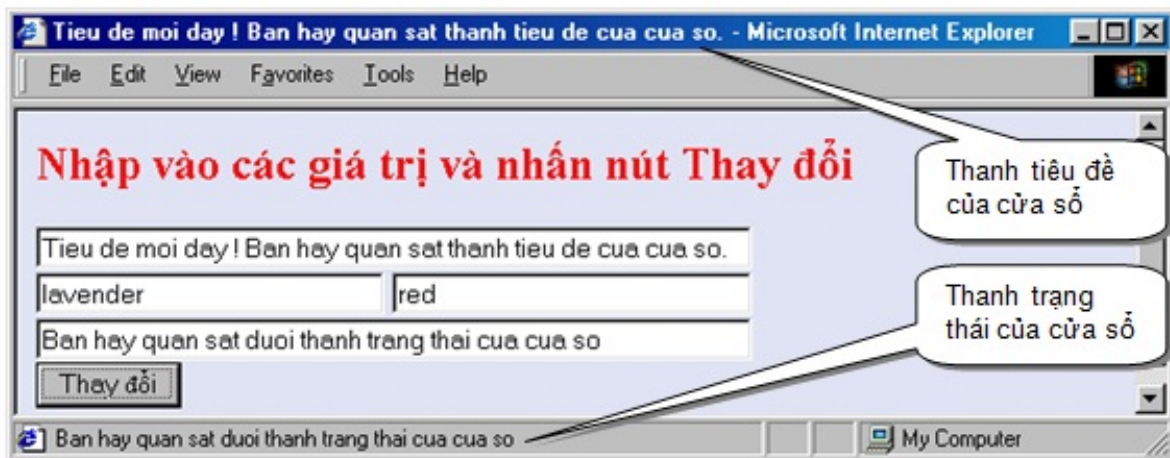 Tieu de moi day ! Ban hay quan sat thanh tieu de cua cua so. - Microsoft Internet Explorer
File Edit View Favorites Tools Help
Nhập vào các giá trị và nhấn nút Thay đổi
Thanh tiêu đề
của cửa sổ
Tieu de moi day ! Ban hay quan sat thanh tieu de cua cua so.
lavender red
Thanh trạng
thái của cửa sổ
Ban hay quan sat duoi thanh trang thai cua cua so
Thay đổi
Ban hay quan sat duoi thanh trang thai cua cua so My Computer